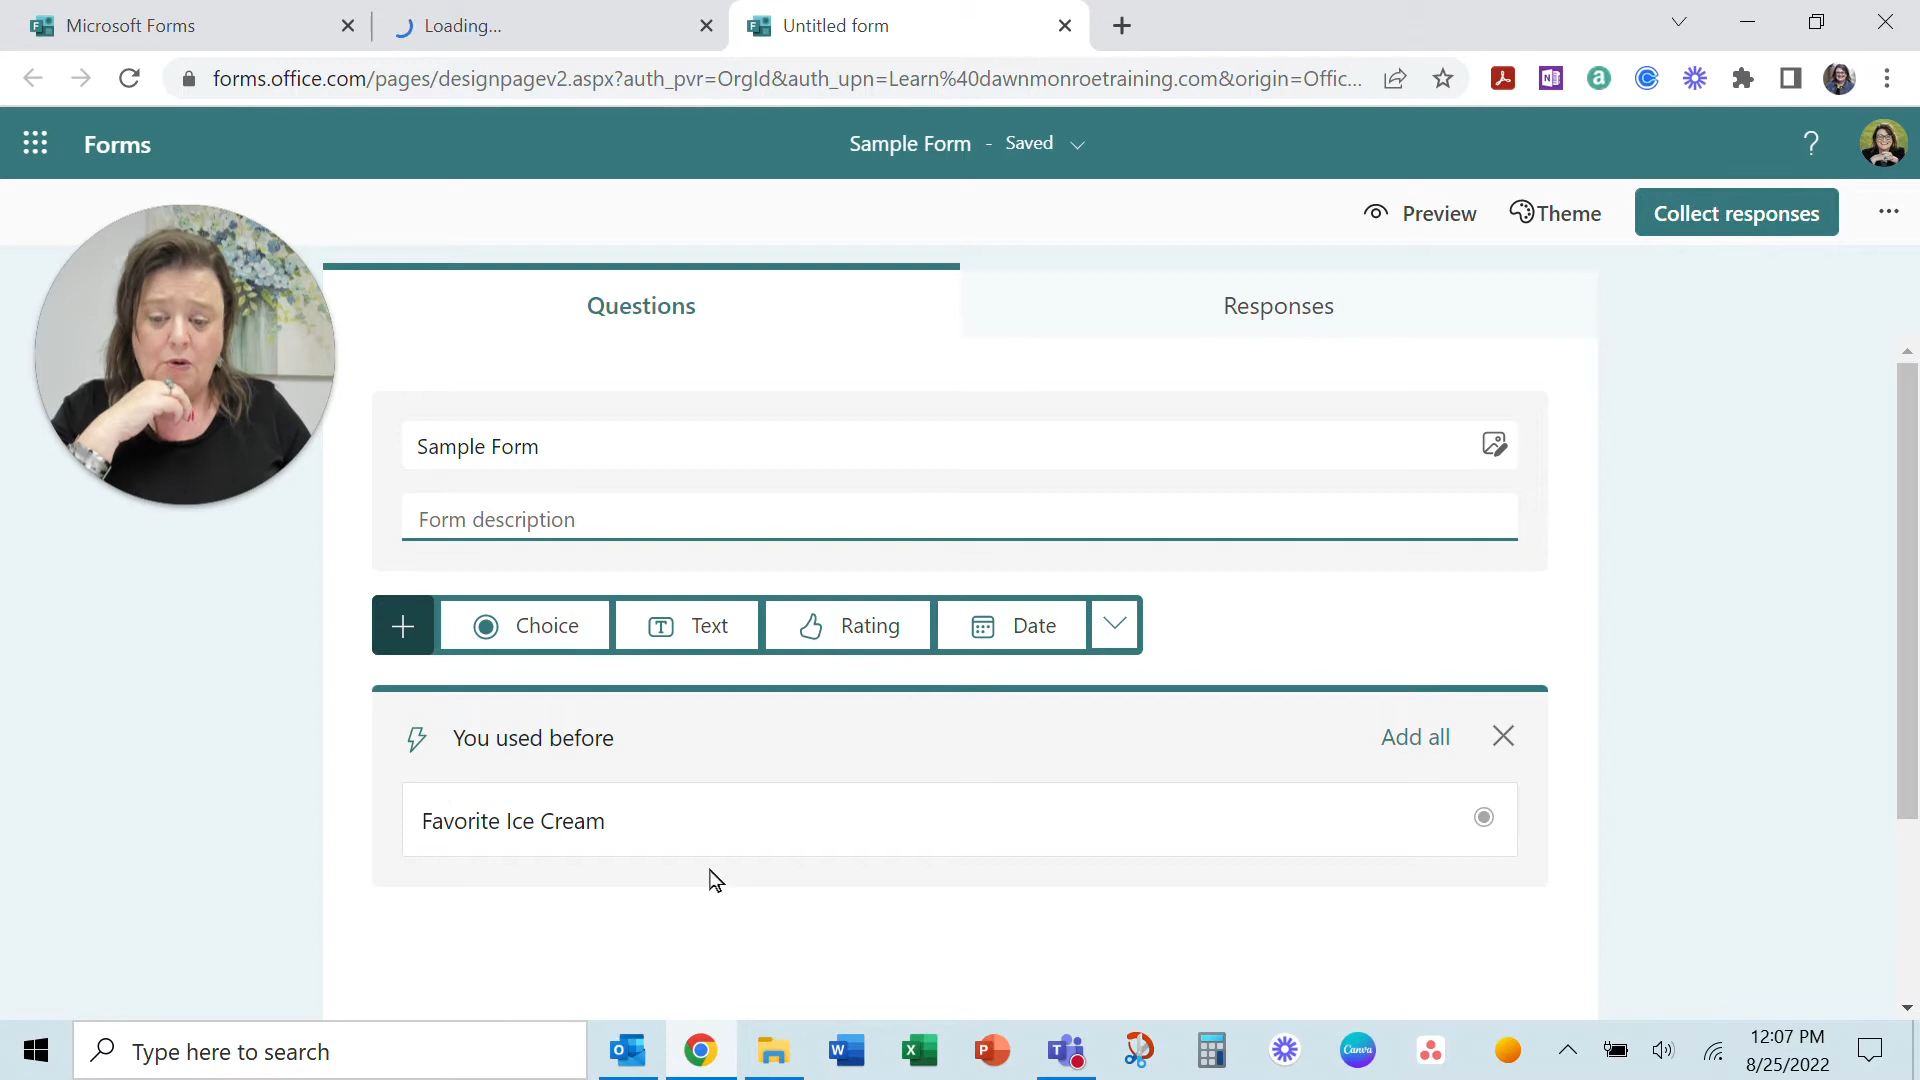 Microsoft Forms
Loading...
Untitled form
forms.office.com/pages/designpagev2.aspx?auth_pvr=OrgId&auth_upn=Learn%40dawnmonroetraining.com&origin=Offic...
Forms
Sample Form - Saved
?
Preview
Theme
Collect responses
Questions
Responses
Sample Form
Form description
Choice
Text
Rating
Date
You used before
Add all
Favorite Ice Cream
Type here to search
Canva
12:07 PM
8/25/2022